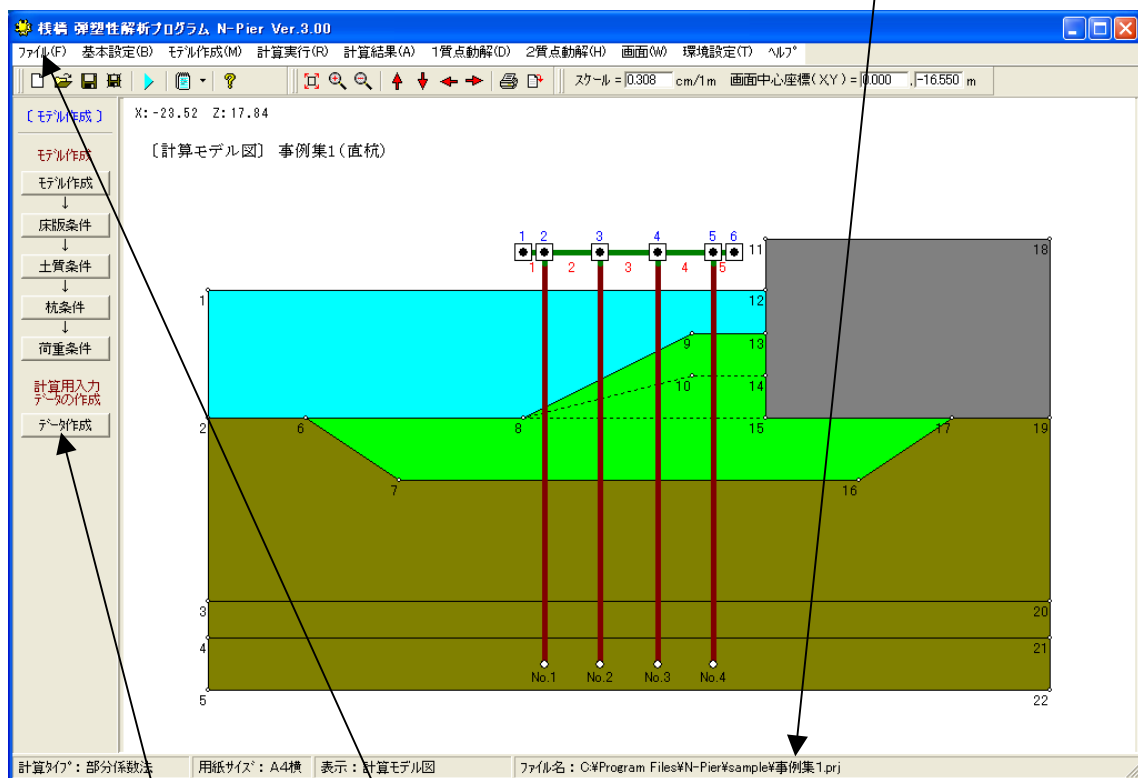 桟橋 弾塑性解析プログラム N-Pier Ver.3.00
ファイル(F) 基本設定(B) モデル作成(M) 計算実行(R) 計算結果(A) 1質点動解(D) 2質点動解(H) 画面(W) 環境設定(T) ヘルプ
スケール = 0.308 cm/1m 画面中心座標(X,Y) = 0.000 , -16.550 m
〔モデル作成〕
モデル作成
モデル作成
↓
床版条件
↓
土質条件
↓
杭条件
↓
荷重条件
計算用入力
データの作成
データ作成
X:-23.52 Z:17.84
〔計算モデル図〕 事例集1(直杭)
1 2 3 4 5 6
11 18
1 2 3 4 5
1 12
9 13
10 14
2 6 8 15 17 19
7 16
3 20
4 21
No.1 No.2 No.3 No.4
5 22
計算タイプ:部分係数法 用紙サイズ:A4横 表示:計算モデル図 ファイル名:C:¥Program Files¥N-Pier¥sample¥事例集1.prj